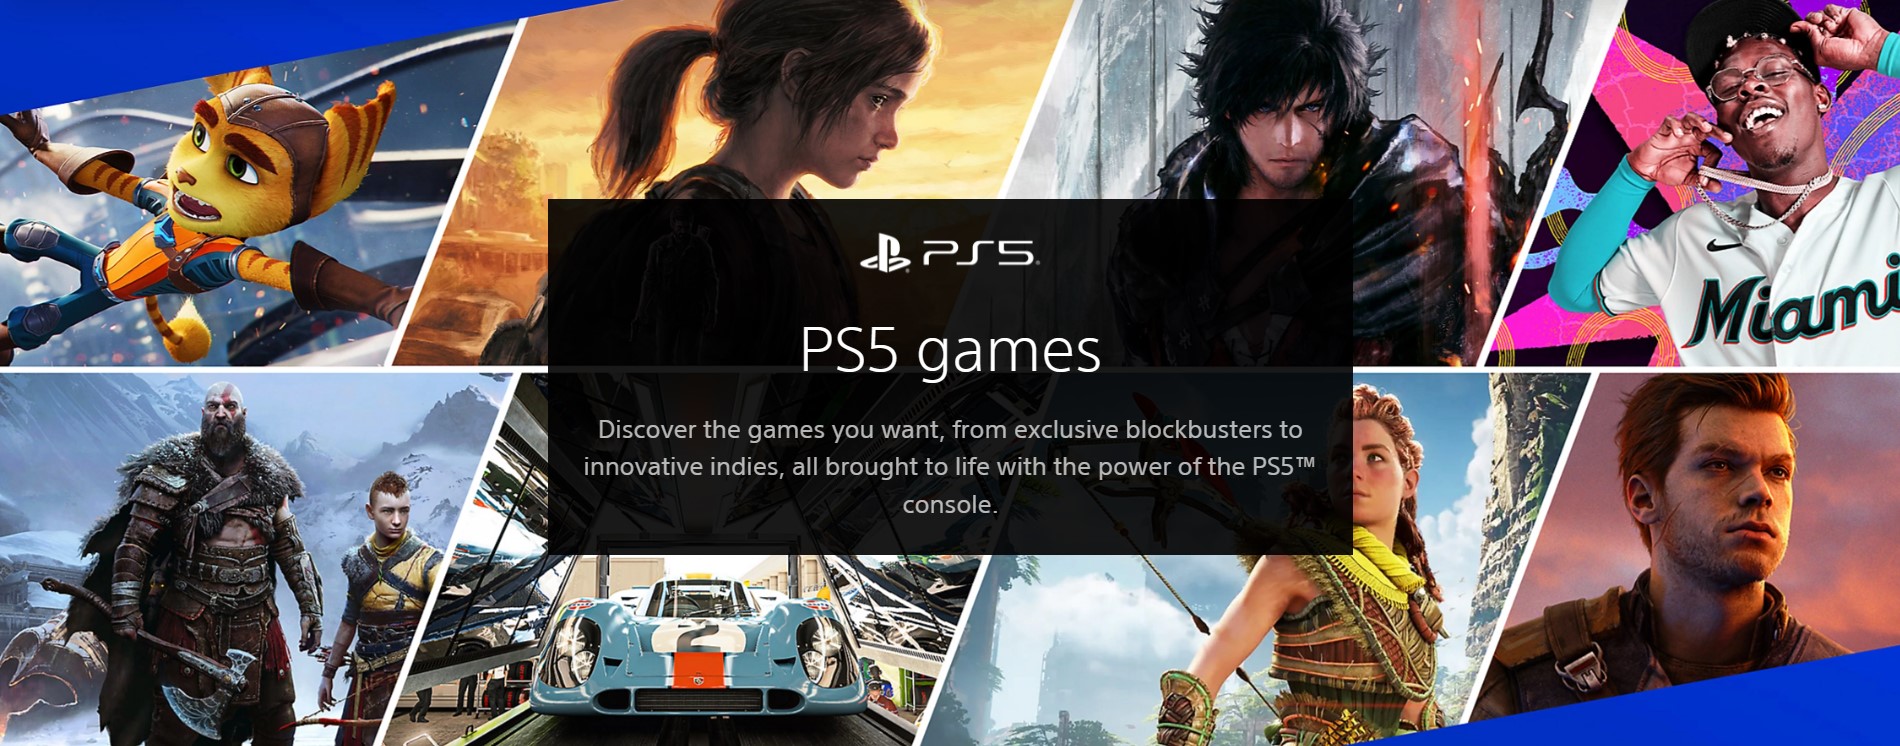 PS5
PS5 games
Discover the games you want, from exclusive blockbusters to
innovative indies, all brought to life with the power of the PS5™
console.
Miami
2